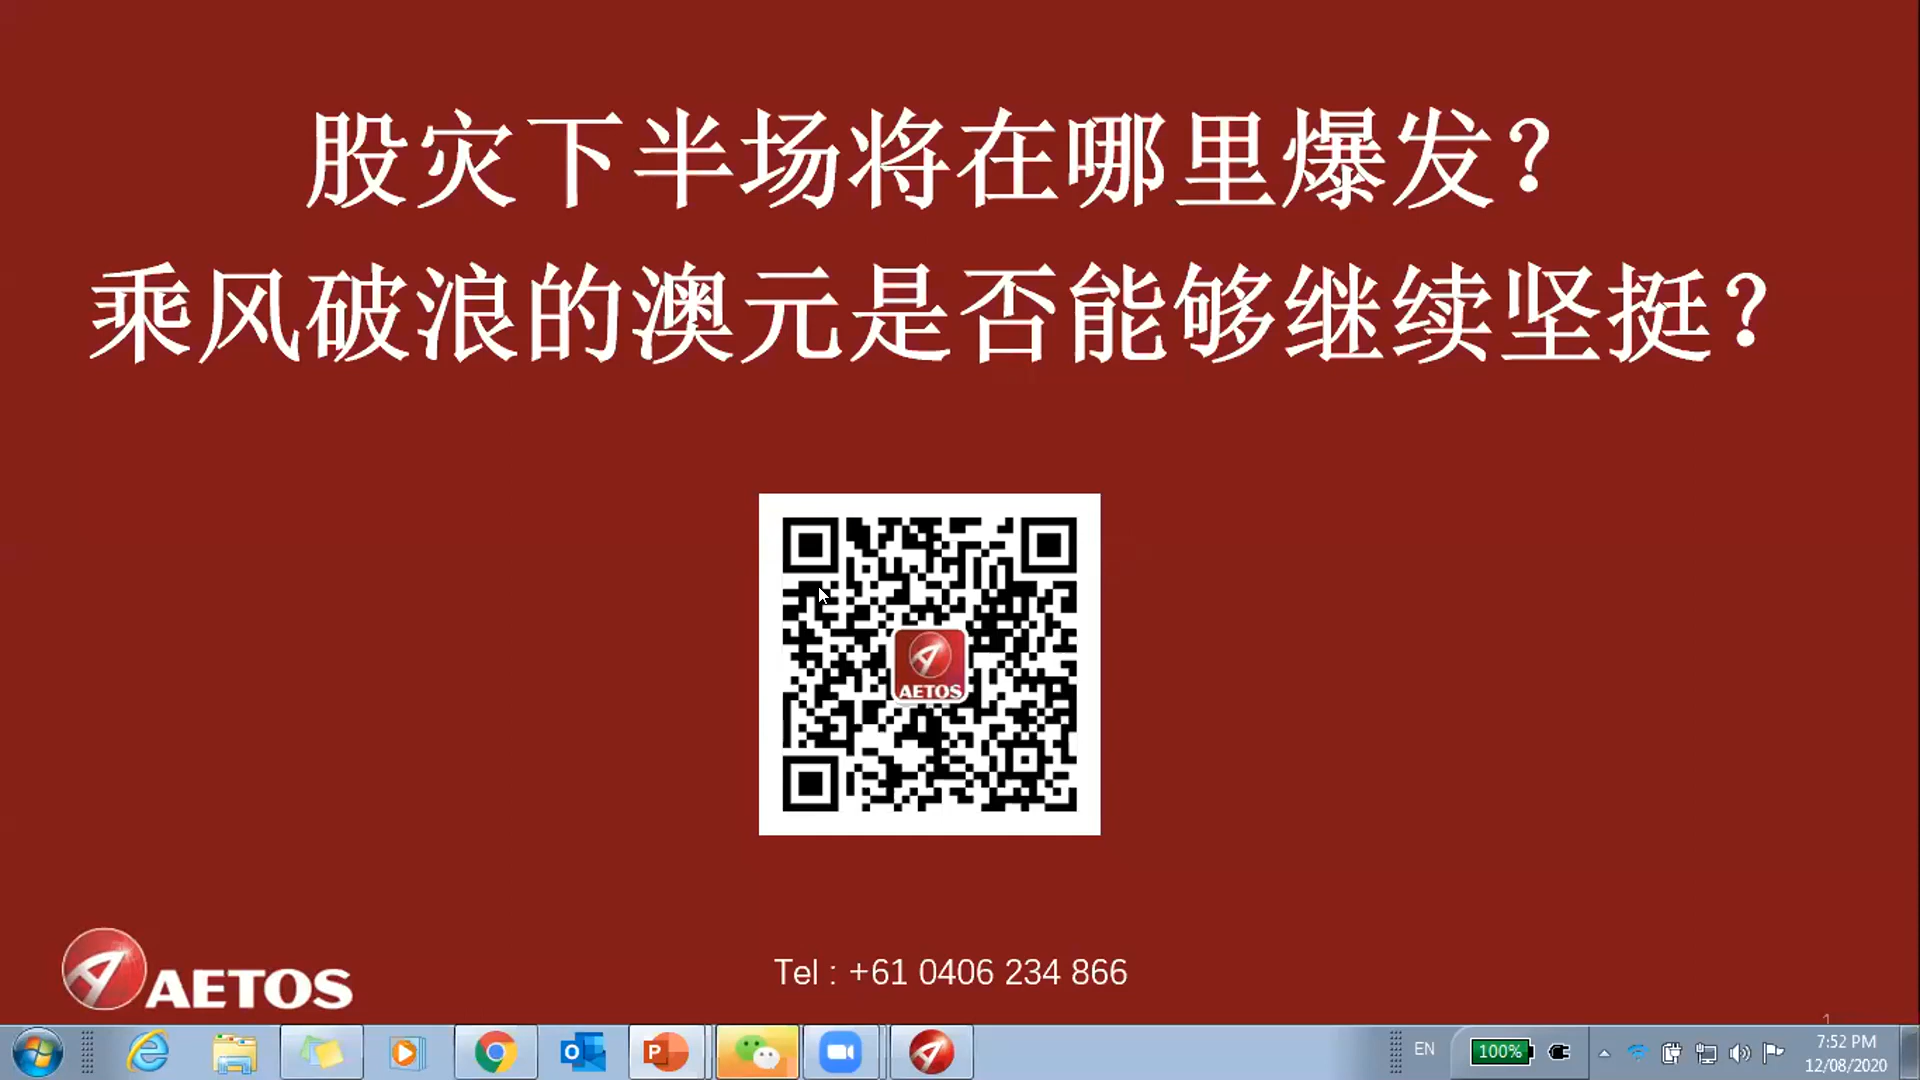 股灾下半场将在哪里爆发？
乘风破浪的澳元是否能够继续坚挺？
AETOS
AETOS
Tel : +61 0406 234 866
1
EN
100%
7:52 PM
12/08/2020